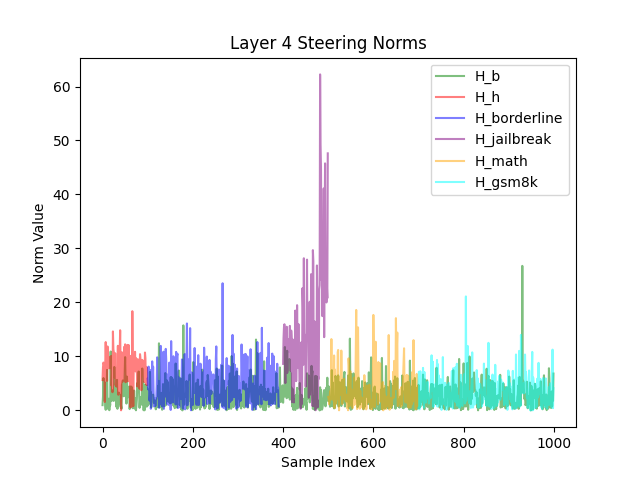 Layer 4 Steering Norms
H_b
H_h
H_borderline
H_jailbreak
H_math
H_gsm8k
60
50
40
30
20
10
0
Norm Value
0 200 400 600 800 1000
Sample Index